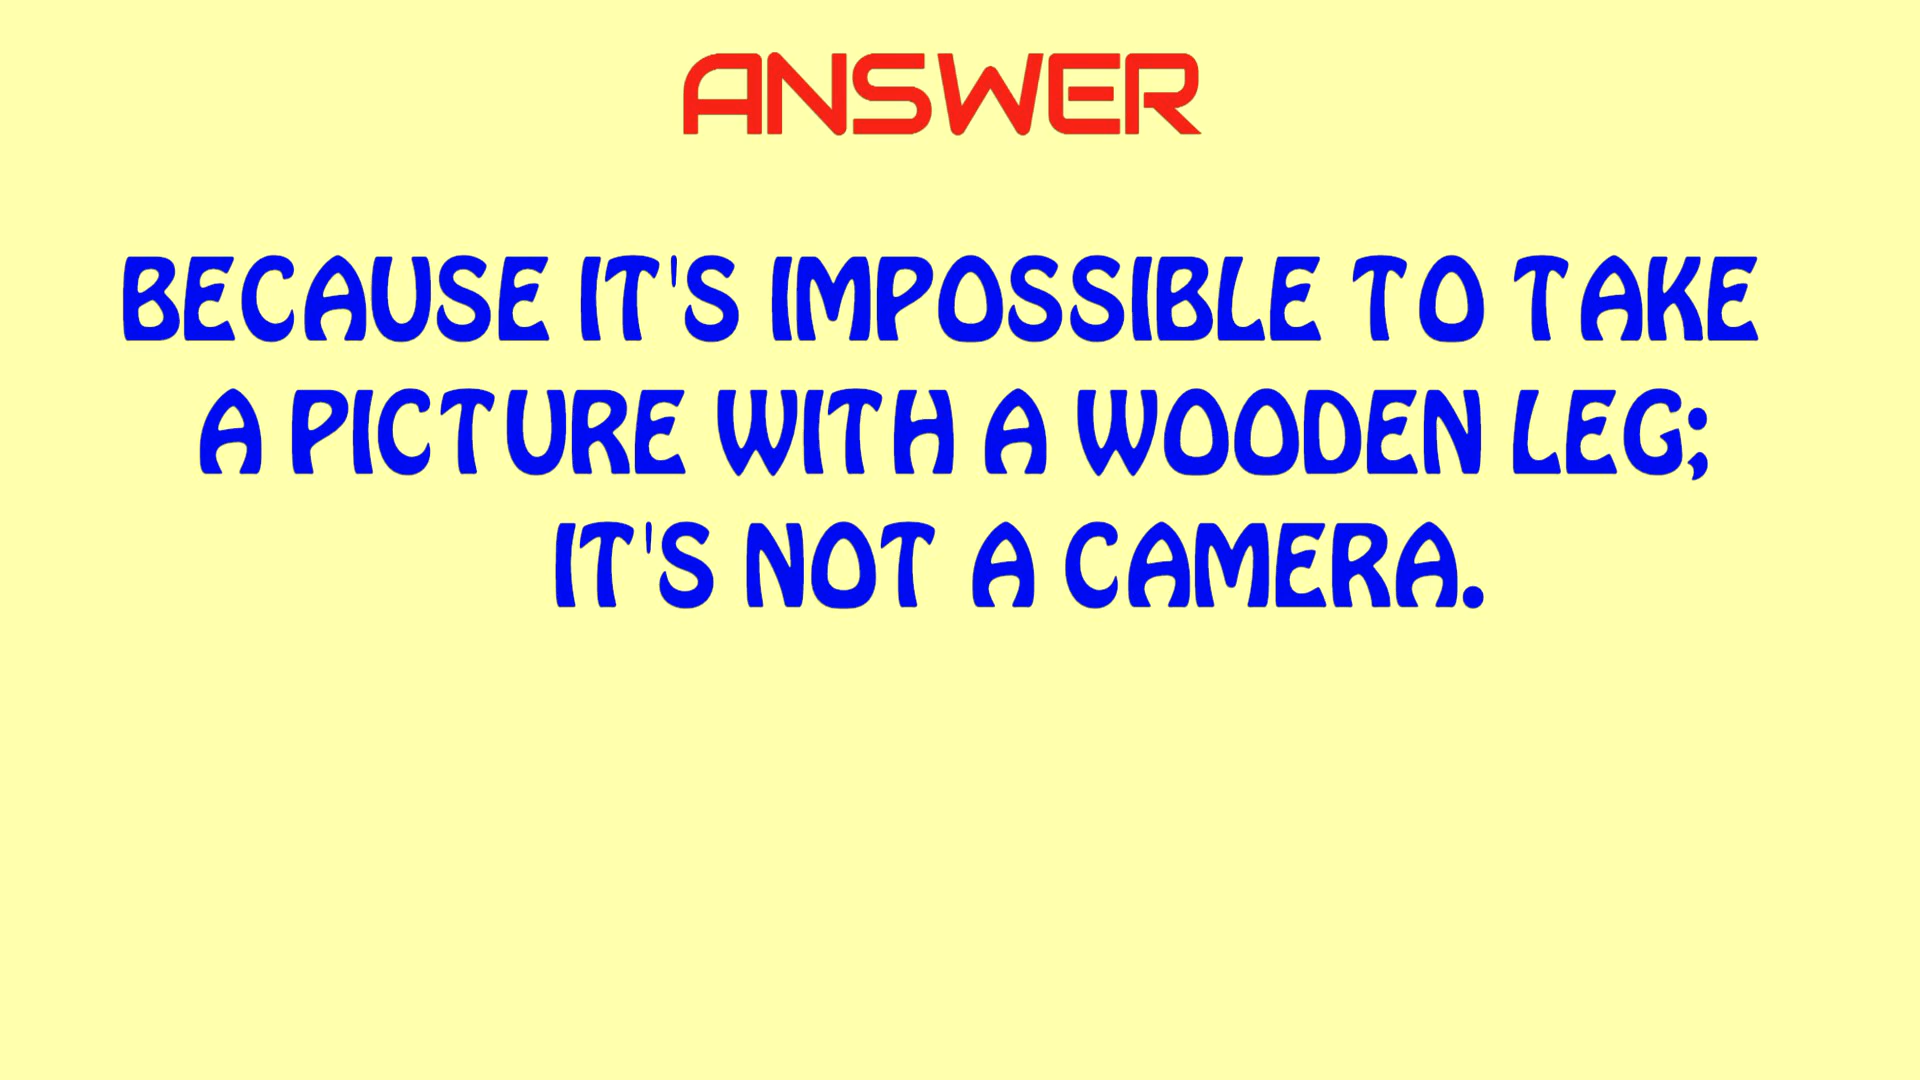 ANSWER
BECAUSE IT'S IMPOSSIBLE TO TAKE
A PICTURE WITH A WOODEN LEG;
IT'S NOT A CAMERA.